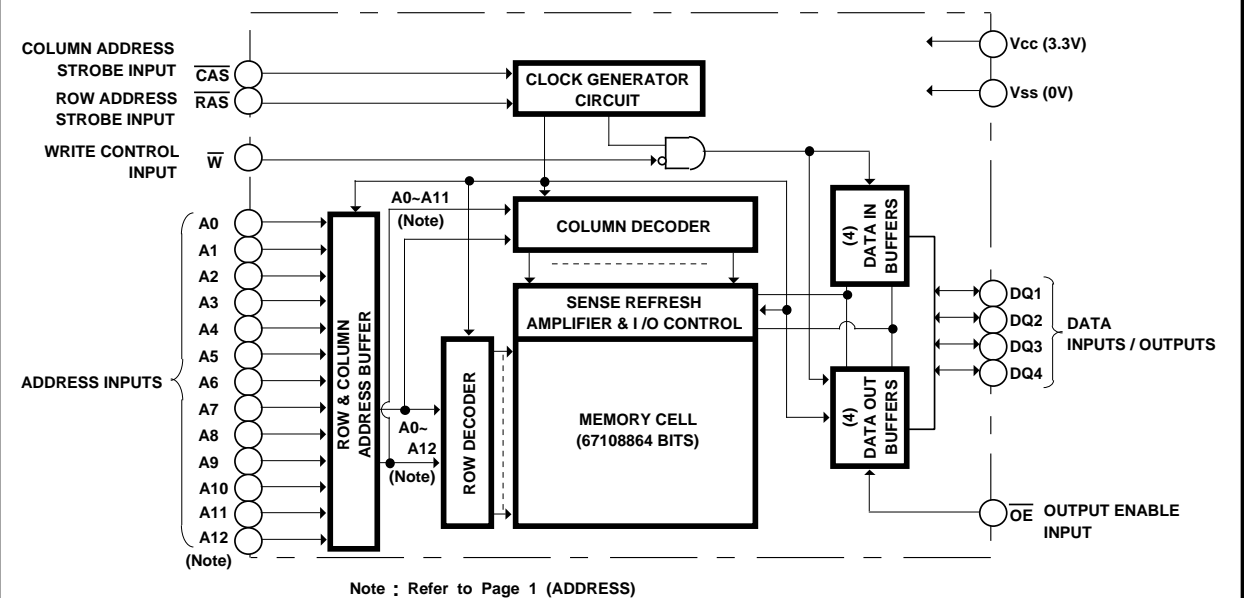 COLUMN ADDRESS
STROBE INPUT
CAS
ROW ADDRESS
STROBE INPUT
RAS
WRITE CONTROL
INPUT
W
CLOCK GENERATOR
CIRCUIT
Vcc (3.3V)
Vss (0V)
ADDRESS INPUTS
A0
A1
A2
A3
A4
A5
A6
A7
A8
A9
A10
A11
A12
(Note)
ROW & COLUMN
ADDRESS BUFFER
A0~A11
(Note)
COLUMN DECODER
SENSE REFRESH
AMPLIFIER & I /O CONTROL
A0~
A12
(Note)
ROW DECODER
MEMORY CELL
(67108864 BITS)
(4)
DATA IN
BUFFERS
(4)
DATA OUT
BUFFERS
DQ1
DQ2
DQ3
DQ4
DATA
INPUTS / OUTPUTS
OE
OUTPUT ENABLE
INPUT
Note : Refer to Page 1 (ADDRESS)